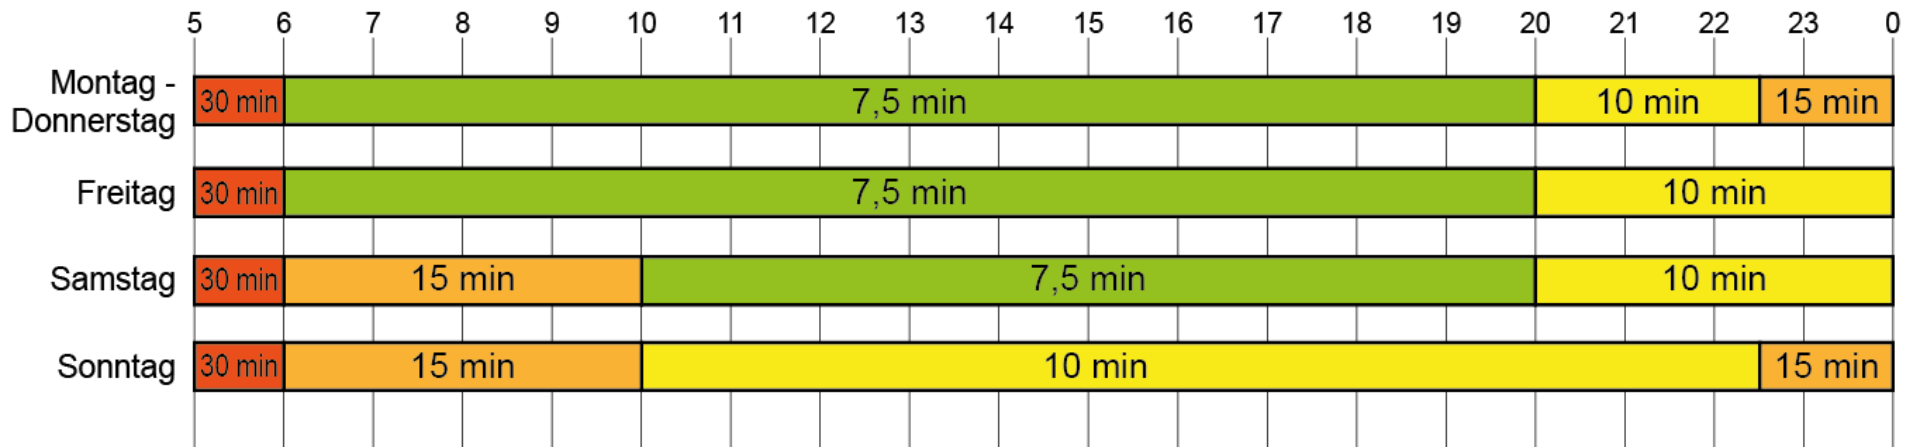 5 6 7 8 9 10 11 12 13 14 15 16 17 18 19 20 21 22 23 0
Montag -
Donnerstag
30 min 7,5 min 10 min 15 min
Freitag 30 min 7,5 min 10 min
Samstag 30 min 15 min 7,5 min 10 min
Sonntag 30 min 15 min 10 min 15 min